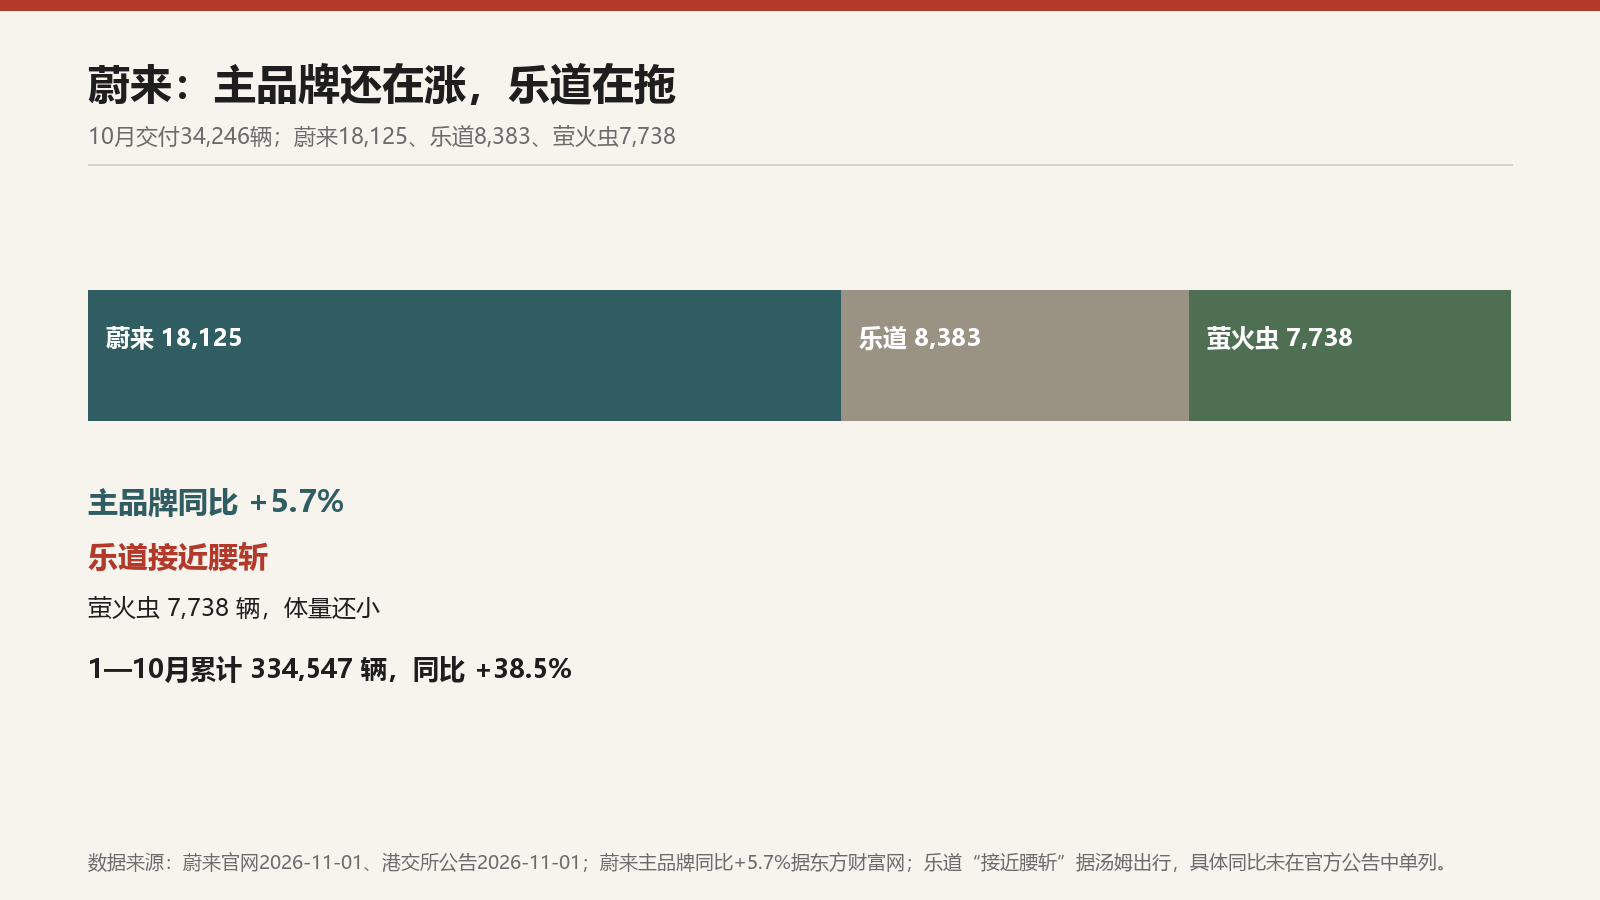 蔚来：主品牌还在涨，乐道在拖
10月交付34,246辆；蔚来18,125、乐道8,383、萤火虫7,738
蔚来 18,125
乐道 8,383
萤火虫 7,738
主品牌同比 +5.7%
乐道接近腰斩
萤火虫 7,738 辆，体量还小
1—10月累计 334,547 辆，同比 +38.5%
数据来源：蔚来官网2026-11-01、港交所公告2026-11-01；蔚来主品牌同比+5.7%据东方财富网；乐道“接近腰斩”据汤姆出行，具体同比未在官方公告中单列。